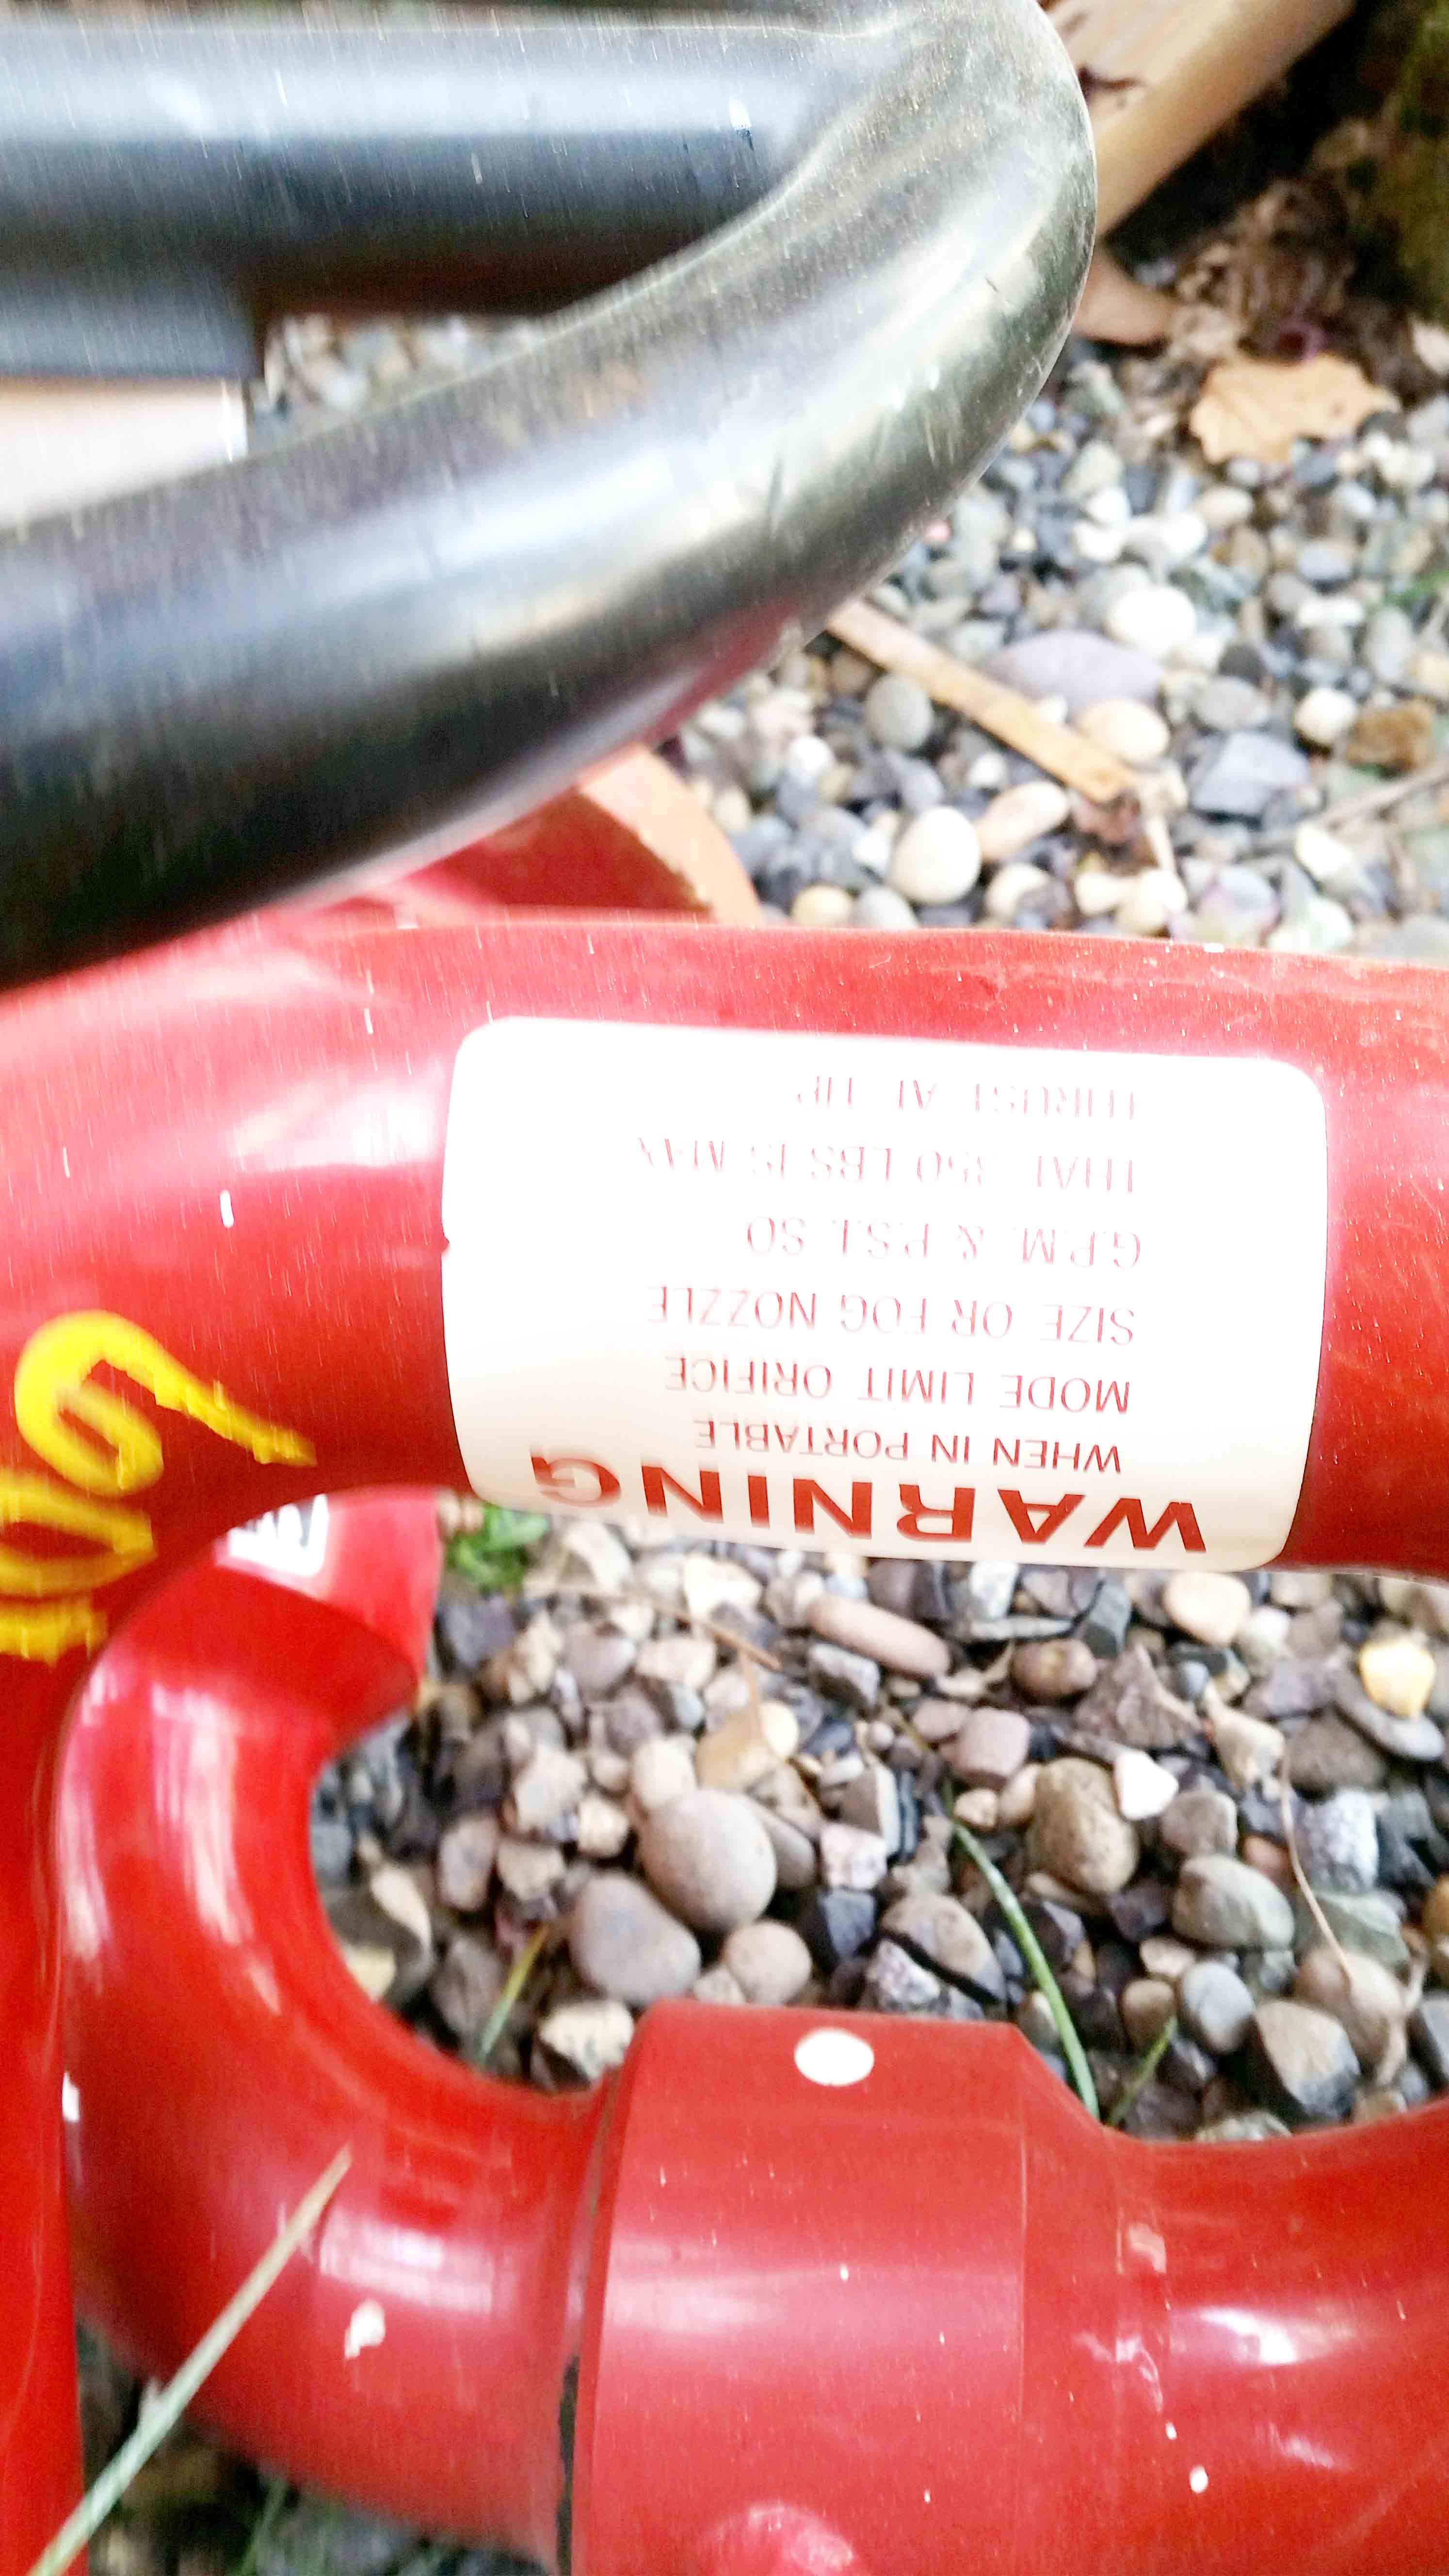 WARNING
WHEN IN PORTABLE
MODE LIMIT ORIFICE
SIZE OR FOG NOZZLE
G.P.M. & P.S.I. SO
THAT 350 LBS IS MAX
THRUST AT TIP